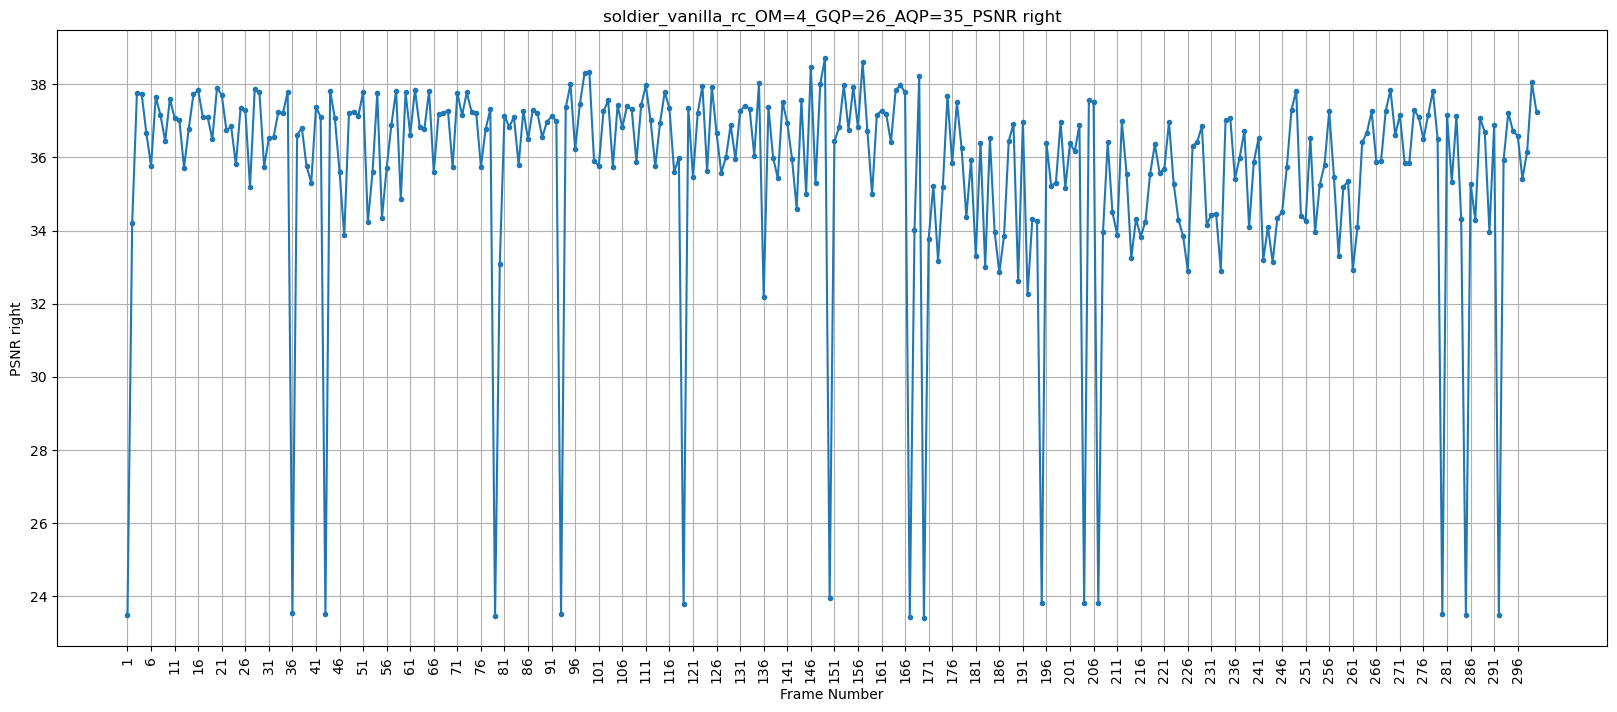 soldier_vanilla_rc_OM=4_GQP=26_AQP=35_PSNR right
PSNR right
38
36
34
32
30
28
26
24
1 6 11 16 21 26 31 36 41 46 51 56 61 66 71 76 81 86 91 96 101 106 111 116 121 126 131 136 141 146 151 156 161 166 171 176 181 186 191 196 201 206 211 216 221 226 231 236 241 246 251 256 261 266 271 276 281 286 291 296
Frame Number